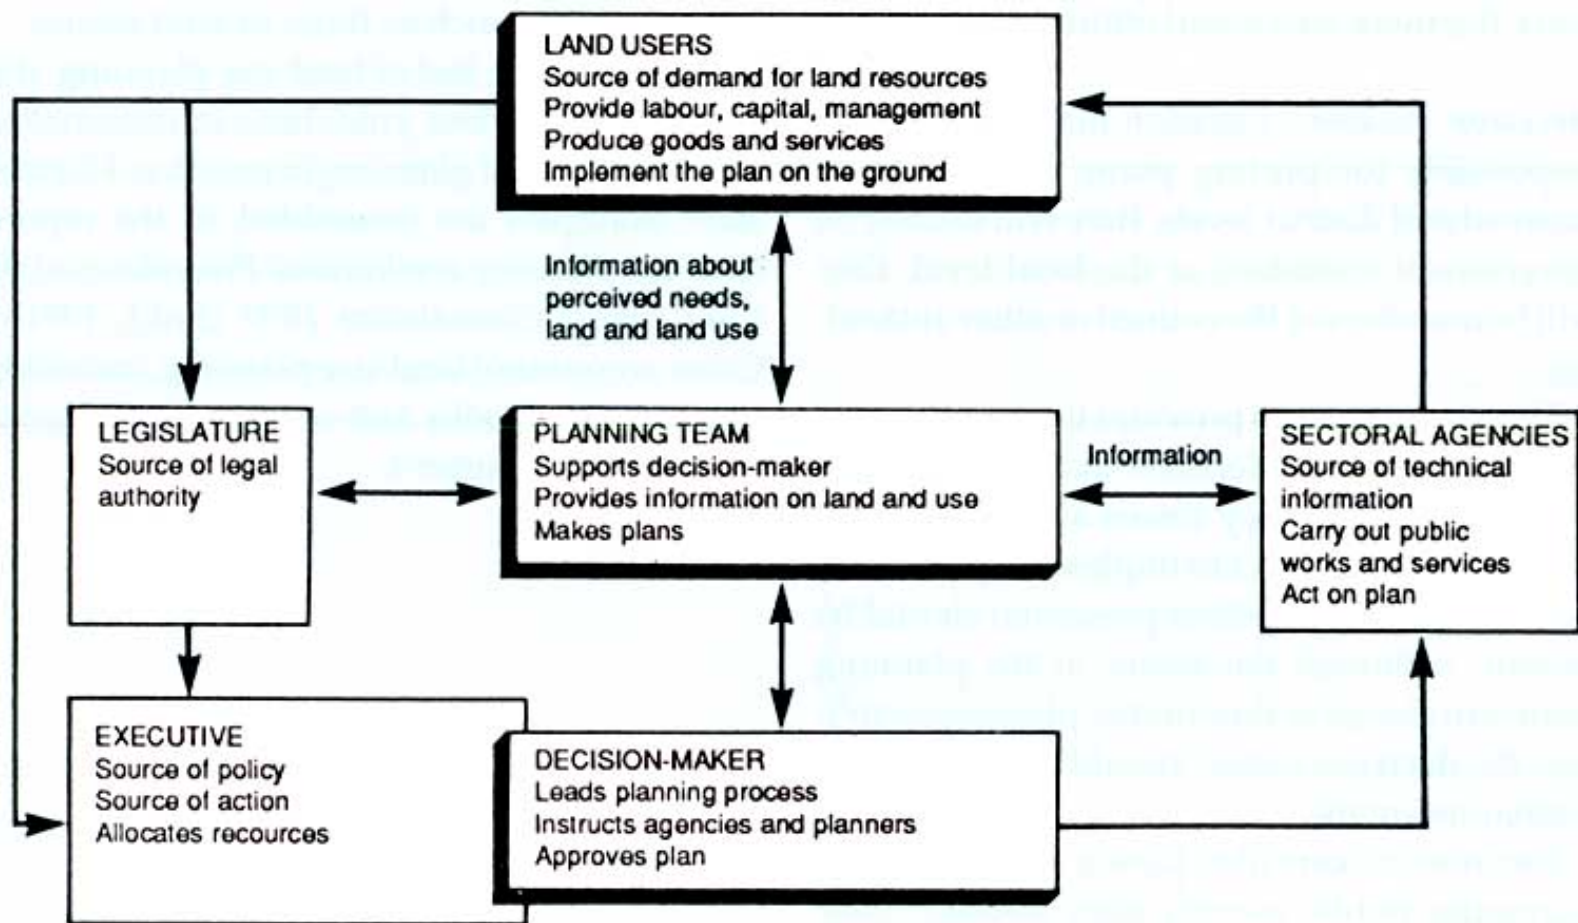 LAND USERS
Source of demand for land resources
Provide labour, capital, management
Produce goods and services
Implement the plan on the ground
Information about
perceived needs,
land and land use
LEGISLATURE
Source of legal
authority
PLANNING TEAM
Supports decision-maker
Provides information on land and use
Makes plans
Information
SECTORAL AGENCIES
Source of technical
information
Carry out public
works and services
Act on plan
EXECUTIVE
Source of policy
Source of action
Allocates recources
DECISION-MAKER
Leads planning process
Instructs agencies and planners
Approves plan